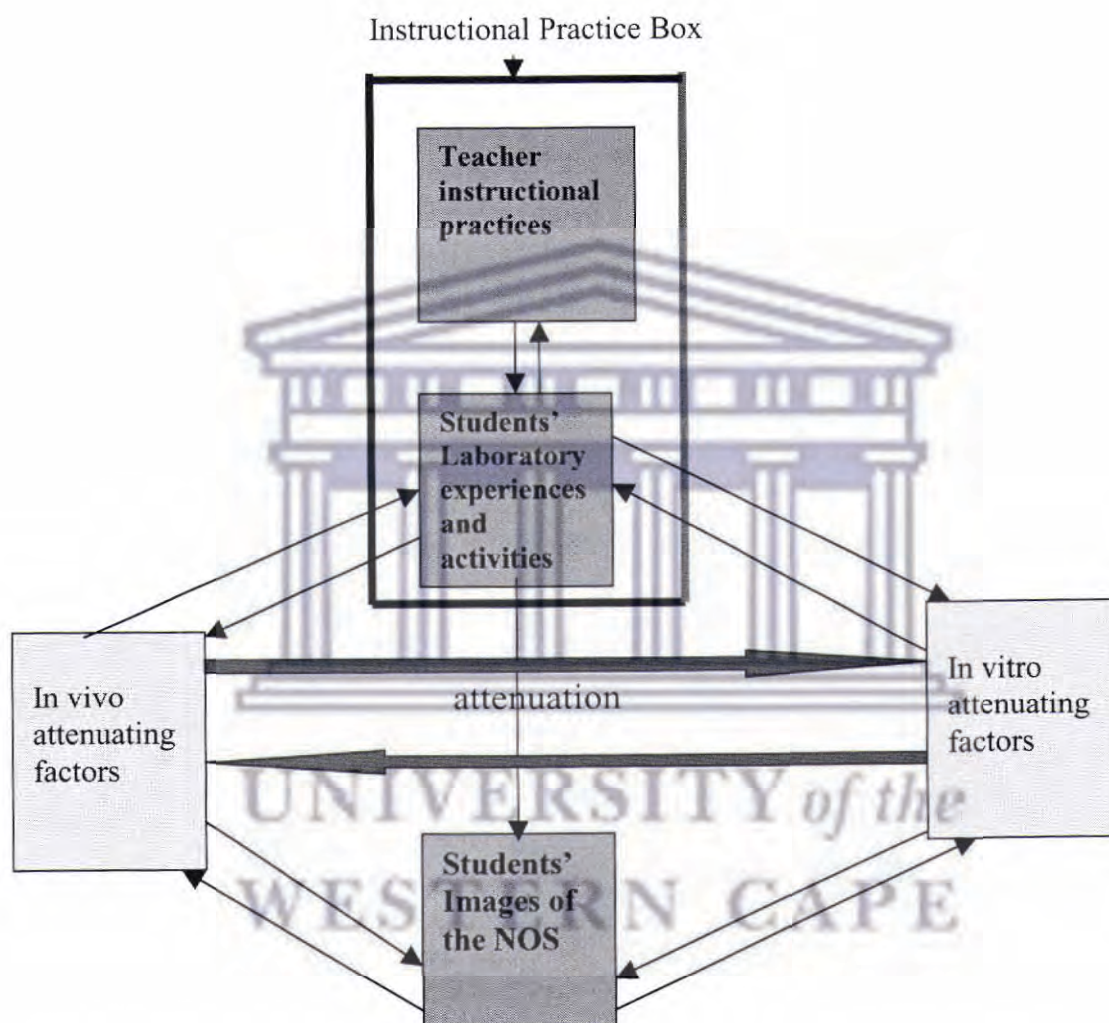 Instructional Practice Box
Teacher
instructional
practices
Students’
Laboratory
experiences
and
activities
In vivo
attenuating
factors
attenuation
In vitro
attenuating
factors
UNIVERSITY of the
WESTERN CAPE
Students’
Images of
the NOS